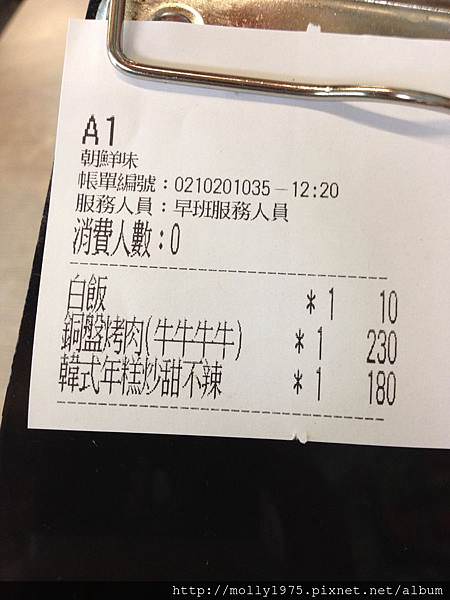 A1
朝鮮味
帳單編號：0210201035－12:20
服務人員：早班服務人員
消費人數：0
白飯 *1 10
銅盤烤肉(牛牛牛牛) *1 230
韓式年糕炒甜不辣 *1 180
http://molly1975.pixnet.net/album